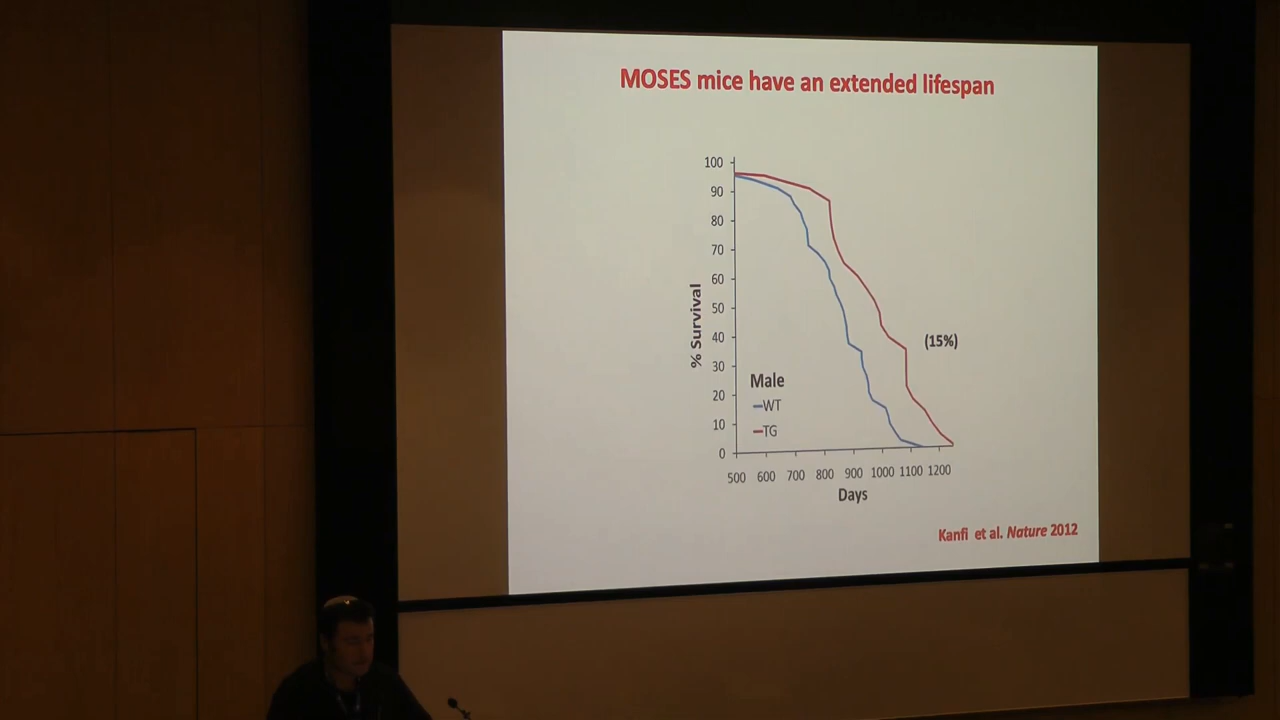 MOSES mice have an extended lifespan
100
90
80
70
60
50
40
30
20
10
0
% Survival
(15%)
Male
WT
TG
500 600 700 800 900 1000 1100 1200
Days
Kanfi et al. Nature 2012